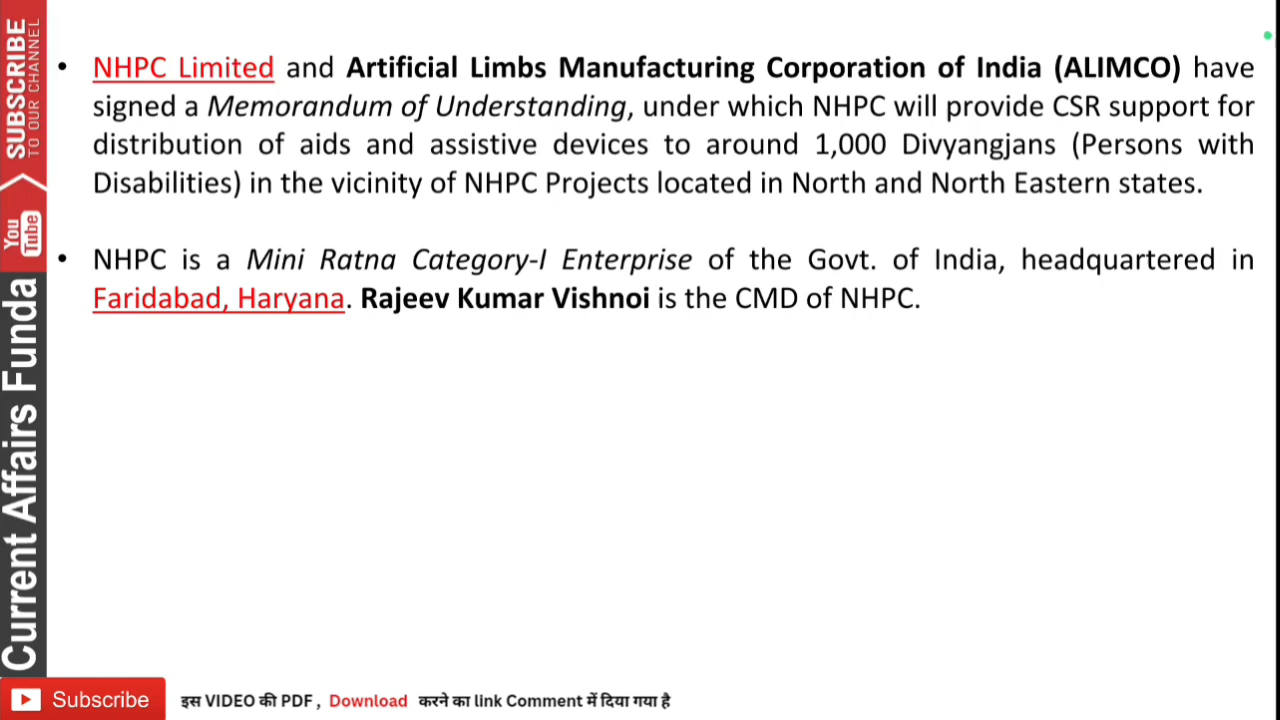 • NHPC Limited and Artificial Limbs Manufacturing Corporation of India (ALIMCO) have
signed a Memorandum of Understanding, under which NHPC will provide CSR support for
distribution of aids and assistive devices to around 1,000 Divyangjans (Persons with
Disabilities) in the vicinity of NHPC Projects located in North and North Eastern states.
• NHPC is a Mini Ratna Category-I Enterprise of the Govt. of India, headquartered in
Faridabad, Haryana. Rajeev Kumar Vishnoi is the CMD of NHPC.
SUBSCRIBE
TO OUR CHANNEL
You
Tube
Current Affairs Funda
Subscribe
इस VIDEO की PDF , Download करने का link Comment में दिया गया है